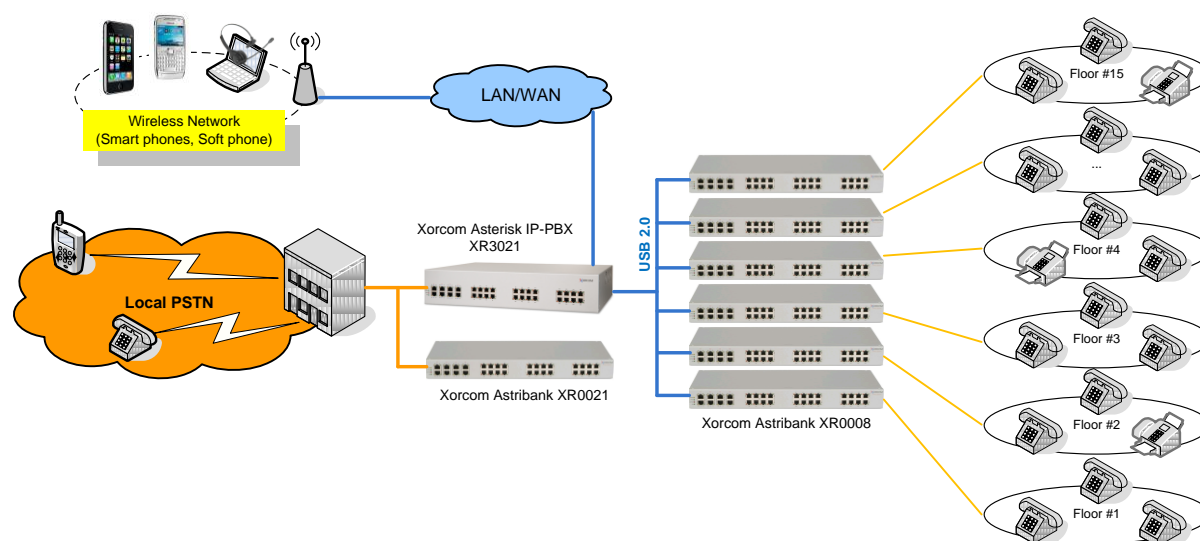 Wireless Network
(Smart phones, Soft phone)
LAN/WAN
Local PSTN
Xorcom Asterisk IP-PBX
XR3021
Xorcom Astribank XR0021
USB 2.0
Xorcom Astribank XR0008
Floor #15
...
Floor #4
Floor #3
Floor #2
Floor #1